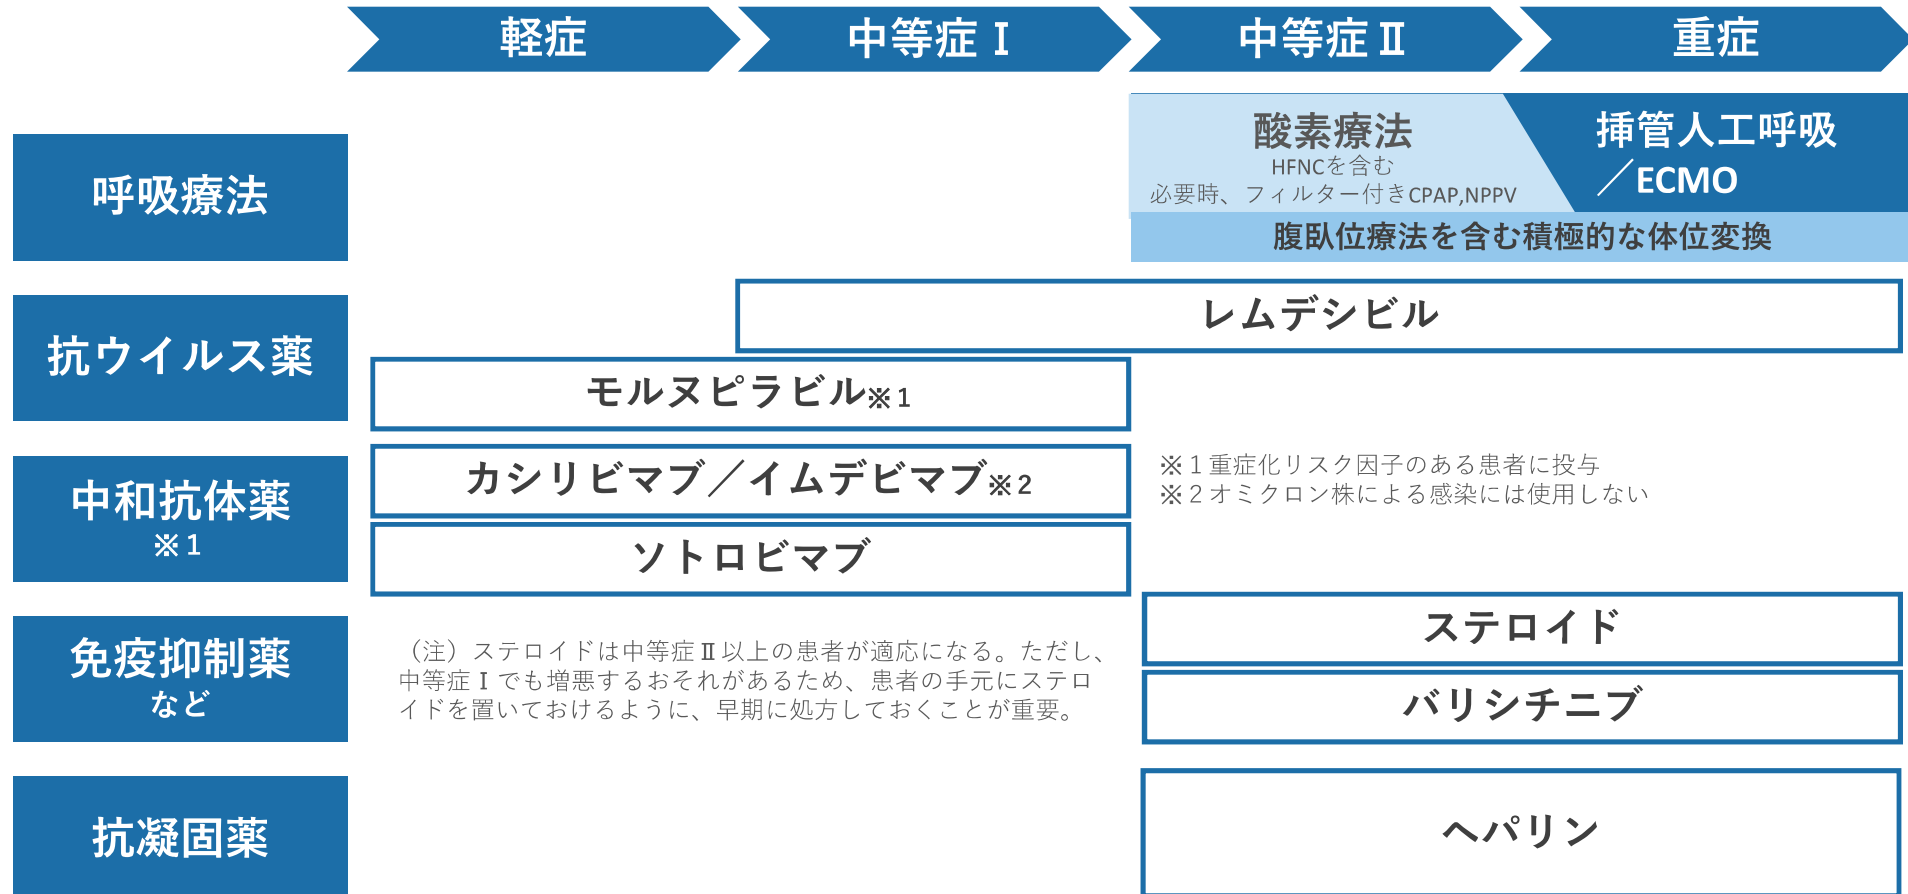 軽症
中等症Ⅰ
中等症Ⅱ
重症
呼吸療法
酸素療法
HFNCを含む
必要時、フィルター付きCPAP,NPPV
挿管人工呼吸
／ECMO
腹臥位療法を含む積極的な体位変換
抗ウイルス薬
レムデシビル
モルヌピラビル※1
中和抗体薬
※1
カシリビマブ／イムデビマブ※2
ソトロビマブ
※1重症化リスク因子のある患者に投与
※2オミクロン株による感染には使用しない
免疫抑制薬
など
（注）ステロイドは中等症Ⅱ以上の患者が適応になる。ただし、
中等症Ⅰでも増悪するおそれがあるため、患者の手元にステロ
イドを置いておけるように、早期に処方しておくことが重要。
ステロイド
バリシチニブ
抗凝固薬
ヘパリン